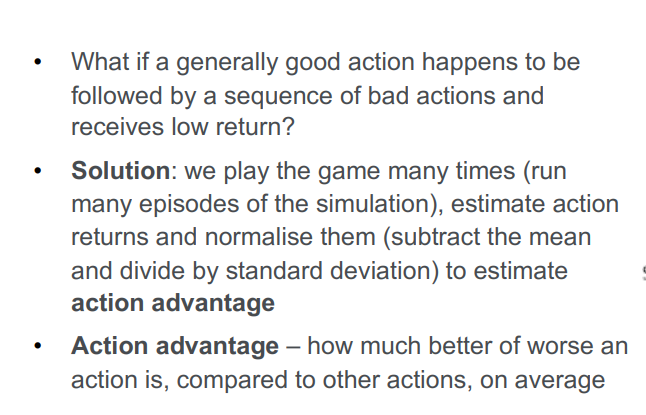 • What if a generally good action happens to be
followed by a sequence of bad actions and
receives low return?
• Solution: we play the game many times (run
many episodes of the simulation), estimate action
returns and normalise them (subtract the mean
and divide by standard deviation) to estimate
action advantage
• Action advantage – how much better of worse an
action is, compared to other actions, on average